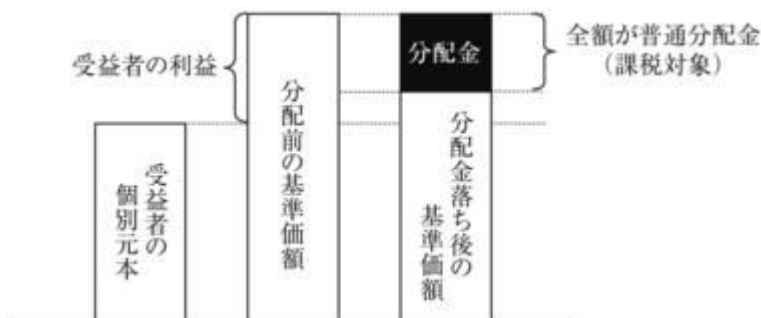 受益者の利益
分配金
全額が普通分配金
（課税対象）
受益者の
個別元本
分配前の基準価額
分配金落ち後の
基準価額